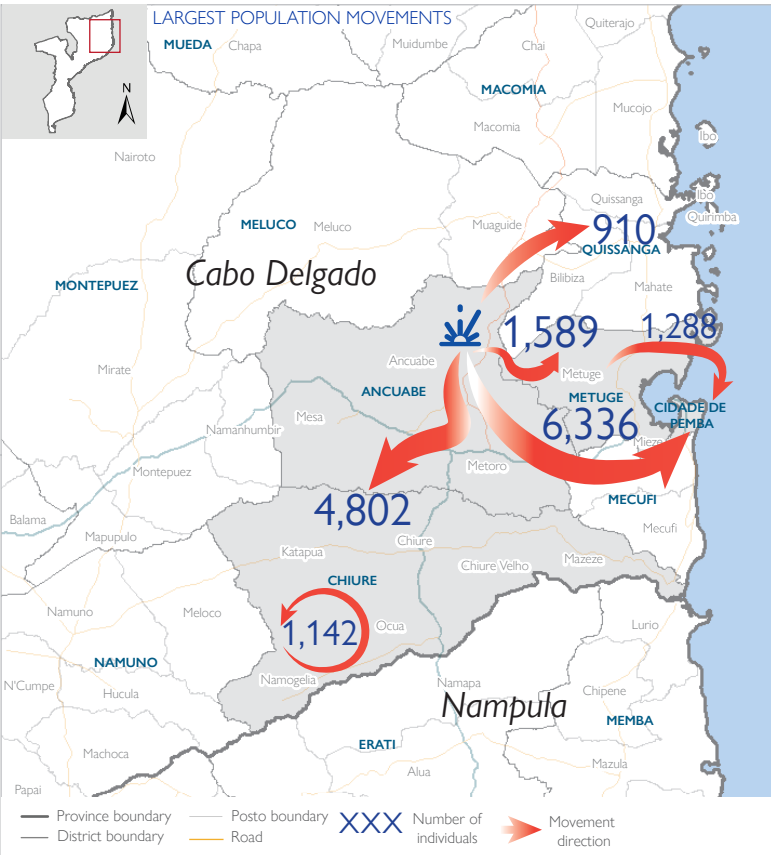 LARGEST POPULATION MOVEMENTS
Quiterajo
MUEDA
Chapa
Muidumbe
Chai
N
MACOMIA
Mucojo
Macomia
Ibo
Nairoto
Quissanga
Ibo
Quirimba
MELUCO
Meluco
Muaguide
910
QUISSANGA
Cabo Delgado
MONTEPUEZ
Bilibiza
Mahate
1,589
1,288
Ancuabe
Mirate
Metuge
ANCUABE
METUGE
CIDADE DE
PEMBA
Mesa
6,336
Namanhumbir
Mieze
Montepuez
Metoro
MECUFI
4,802
Balama
Mecufi
Mapupulo
Chiure
Katapua
Chiure Velho
Mazeze
CHIURE
Namuno
Meloco
Ocua
1,142
Lurio
NAMUNO
Namogelia
N'Cumpe
Namapa
Hucula
Nampula
Chipene
MEMBA
Machoca
ERATI
Mazula
Alua
Papai
Province boundary
District boundary
Posto boundary
Road
XXX
Number of
individuals
Movement
direction